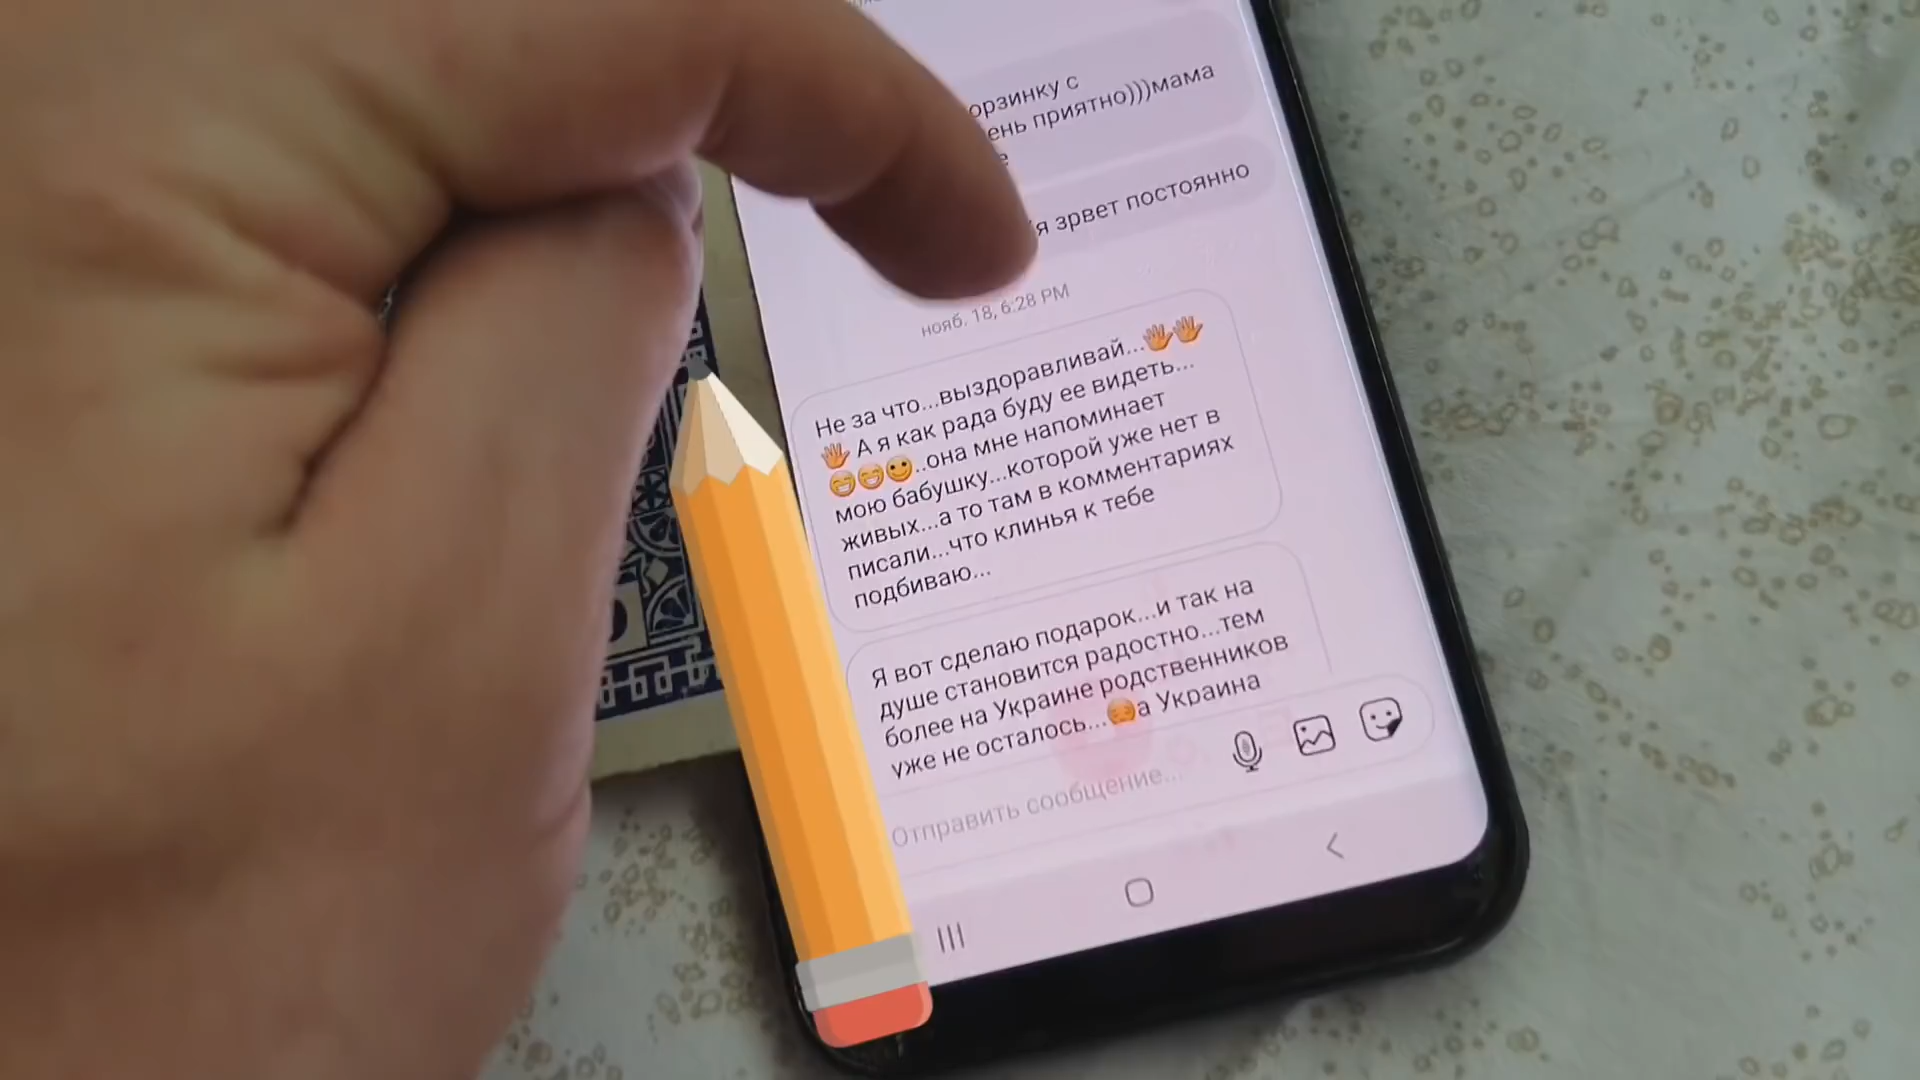 орзинку с
ень приятно)))мама
е
я зрвет постоянно
нояб. 18, 6:28 PM
Не за что...выздоравливай...🖐🖐
🖐 А я как рада буду ее видеть...
😁😁🙂..она мне напоминает
мою бабушку...которой уже нет в
живых...а то там в комментариях
писали...что клинья к тебе
подбиваю...
Я вот сделаю подарок...и так на
душе становится радостно...тем
более на Украине родственников
уже не осталось...😔а Украина
Отправить сообщение...